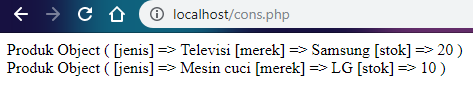 localhost/cons.php
Produk Object ( [jenis] => Televisi [merek] => Samsung [stok] => 20 )
Produk Object ( [jenis] => Mesin cuci [merek] => LG [stok] => 10 )